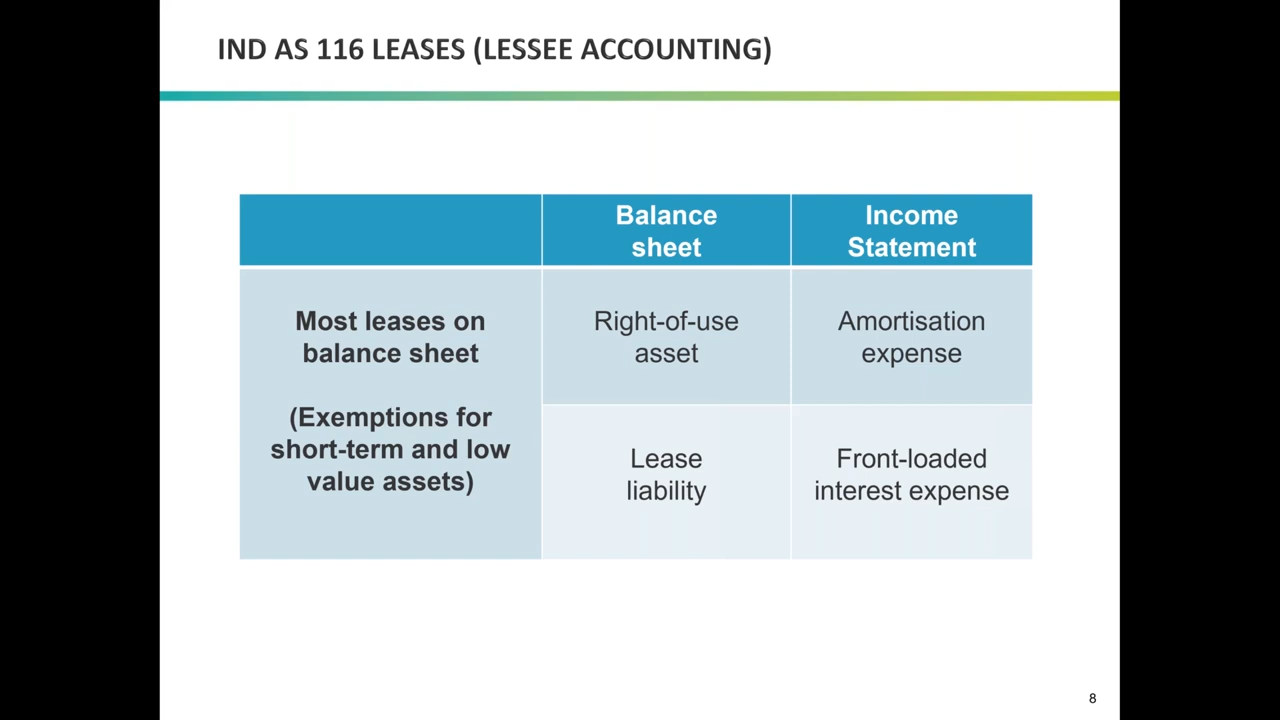 IND AS 116 LEASES (LESSEE ACCOUNTING)
Balance
sheet
Income
Statement
Most leases on
balance sheet
(Exemptions for
short-term and low
value assets)
Right-of-use
asset
Amortisation
expense
Lease
liability
Front-loaded
interest expense
8